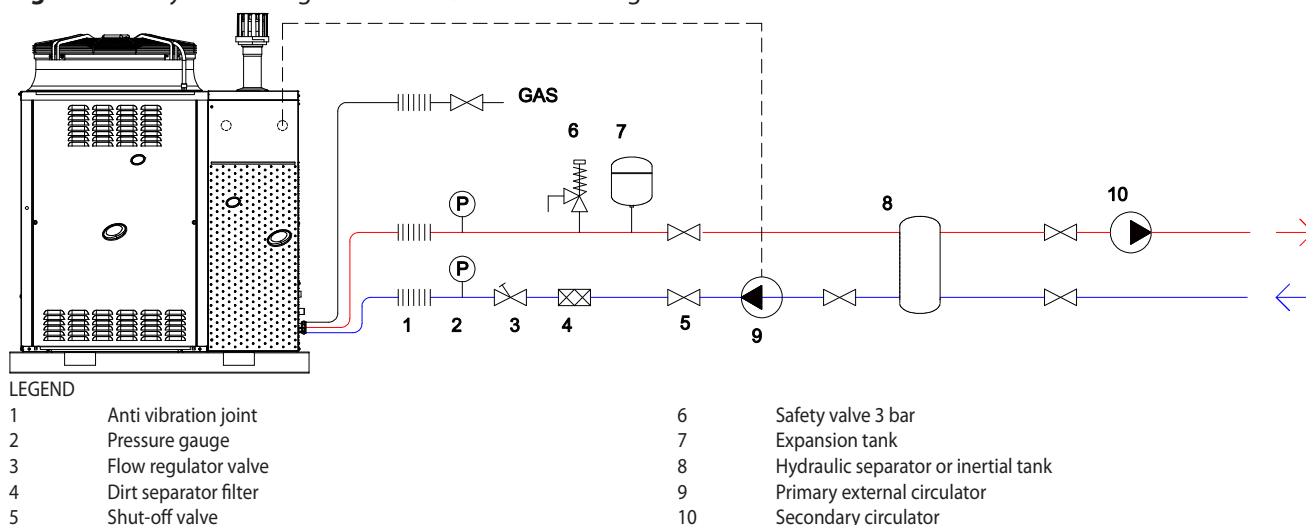 GAS
6
7
P
8
10
P
1
2
3
4
5
9
LEGEND
1 Anti vibration joint
2 Pressure gauge
3 Flow regulator valve
4 Dirt separator filter
5 Shut-off valve
6 Safety valve 3 bar
7 Expansion tank
8 Hydraulic separator or inertial tank
9 Primary external circulator
10 Secondary circulator